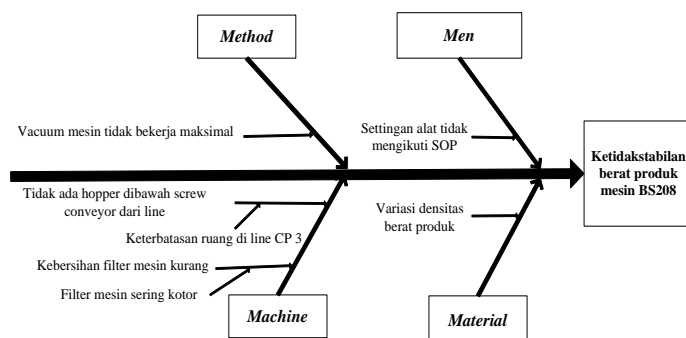 Method
Men
Vacuum mesin tidak bekerja maksimal
Settingan alat tidak
mengikuti SOP
Ketidakstabilan
berat produk
mesin BS208
Tidak ada hopper dibawah screw
conveyor dari line
Keterbatasan ruang di line CP 3
Variasi densitas
berat produk
Kebersihan filter mesin kurang
Filter mesin sering kotor
Machine
Material